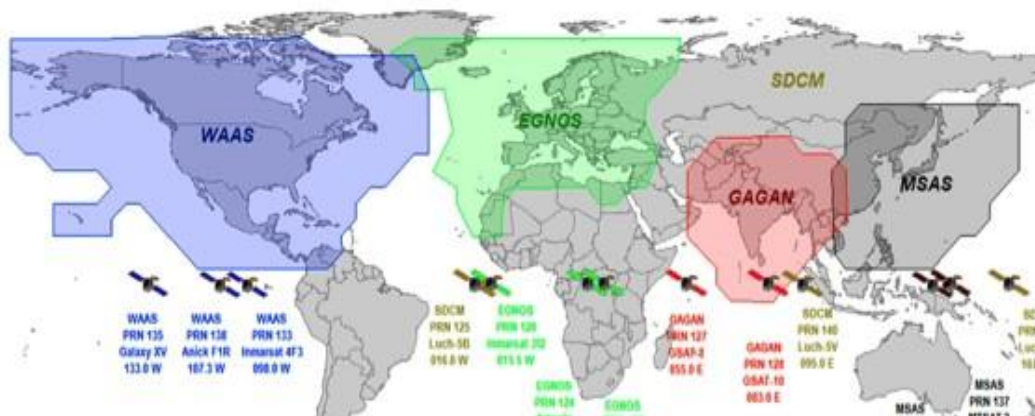 SDCM
WAAS
EGNOS
GAGAN
MSAS
WAAS
PRN 135
Galaxy XV
133.0 W
WAAS
PRN 138
Anick F1R
107.3 W
WAAS
PRN 133
Inmarsat 4F3
098.0 W
SDCM
PRN 125
Luch-5B
016.0 W
EGNOS
PRN 120
Inmarsat 3f2
015.5 W
EGNOS
PRN 124
EGNOS
GAGAN
PRN 127
GSAT-8
055.0 E
GAGAN
PRN 128
GSAT-10
083.0 E
SDCM
PRN 140
Luch-5V
095.0 E
MSAS
MSAS
PRN 137